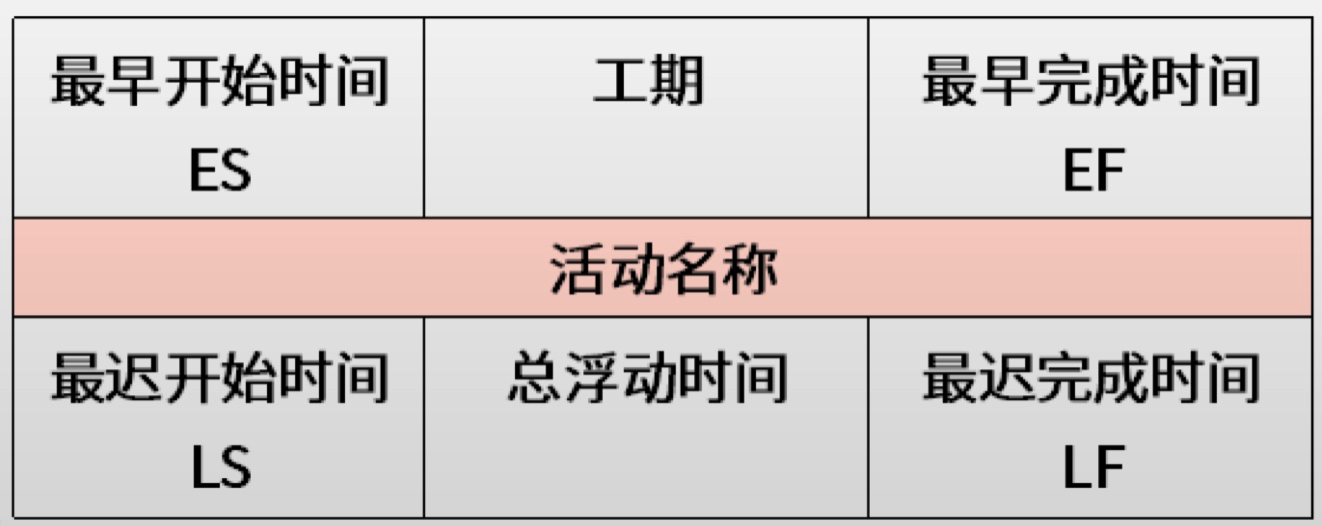 最早开始时间
ES
工期
最早完成时间
EF
活动名称
最迟开始时间
LS
总浮动时间
最迟完成时间
LF